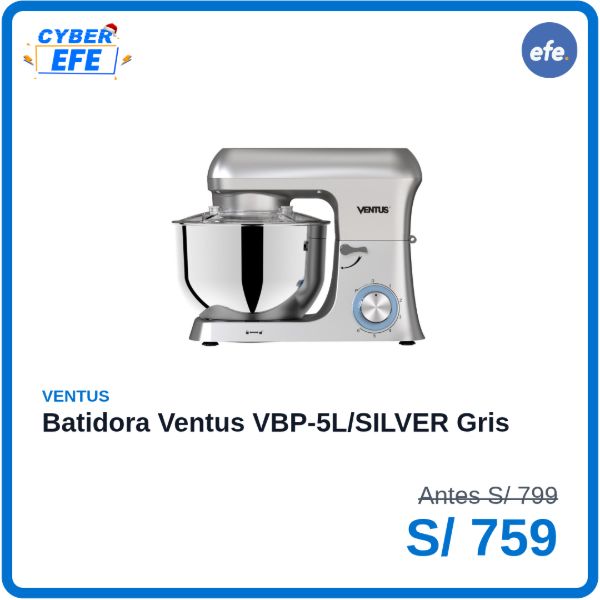 CYBER
EFE
efe.
VENTUS
VENTUS
Batidora Ventus VBP-5L/SILVER Gris
Antes S/ 799
S/ 759